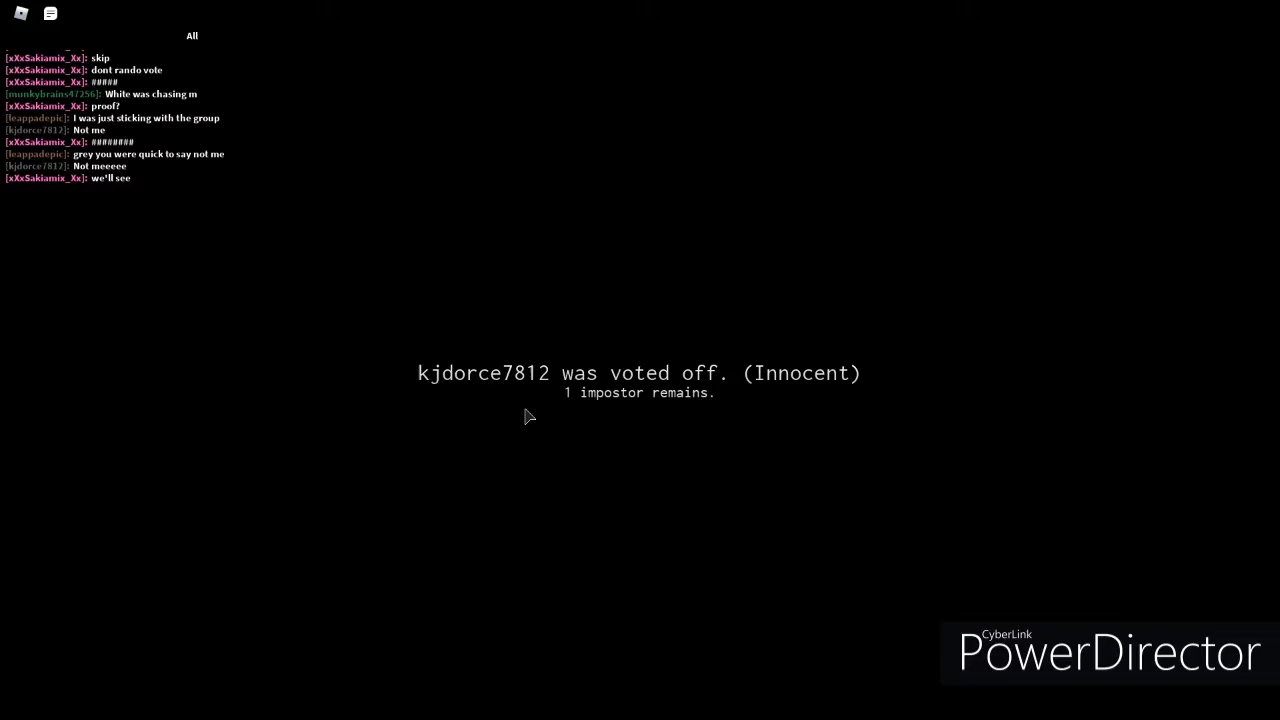 All
[xXxSakiamix_Xx]: skip
[xXxSakiamix_Xx]: dont rando vote
[xXxSakiamix_Xx]: #####
[munkybrains47256]: White was chasing m
[xXxSakiamix_Xx]: proof?
[leappadepic]: I was just sticking with the group
[kjdorce7812]: Not me
[xXxSakiamix_Xx]: ########
[leappadepic]: grey you were quick to say not me
[kjdorce7812]: Not meeeee
[xXxSakiamix_Xx]: we'll see
kjdorce7812 was voted off. (Innocent)
1 impostor remains.
CyberLink
PowerDirector